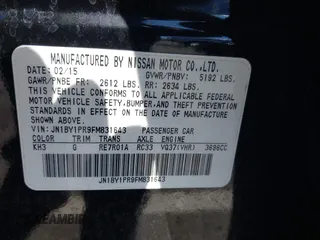 MANUFACTURED BY NISSAN MOTOR CO.,LTD.
DATE: 02/15 GVWR/PNBV: 5192 LBS.
GAWR/PNBE FR: 2612 LBS. RR: 2634 LBS.
THIS VEHICLE CONFORMS TO ALL APPLICABLE FEDERAL
MOTOR VEHICLE SAFETY, BUMPER, AND THEFT PREVENTION
STANDARDS IN EFFECT ON THE DATE OF MANUFACTURE
SHOWN ABOVE.
VIN: JN1BY1PR9FM831643 PASSENGER CAR
COLOR TRIM TRANS AXLE ENGINE
KH3 G RE7R01A RC33 VQ37(VHR) 3696CC
JN1BY1PR9FM831643